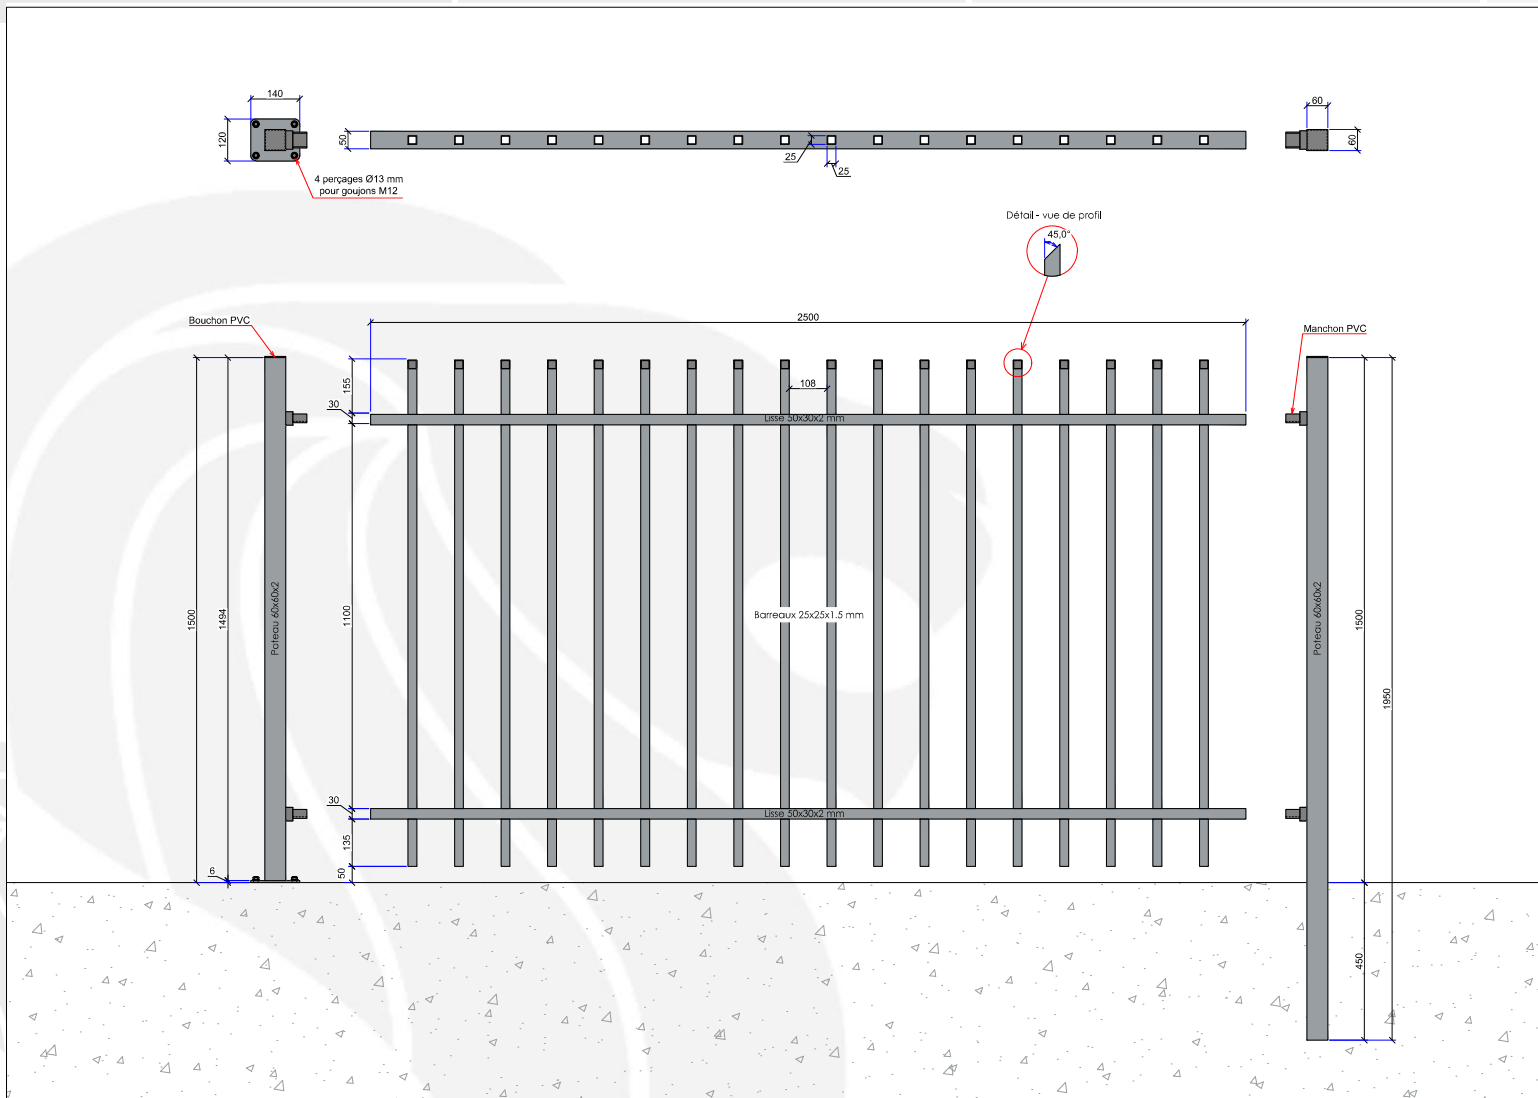 140
120
4 perçages Ø13 mm
pour goujons M12
50
25
25
60
60
Détail - vue de profil
45,0°
Bouchon PVC
2500
Manchon PVC
155
108
30
Lisse 50x30x2 mm
1500
1494
Poteau 60x60x2
1100
Barreaux 25x25x1.5 mm
Poteau 60x60x2
1500
1950
30
Lisse 50x30x2 mm
135
6
50
450